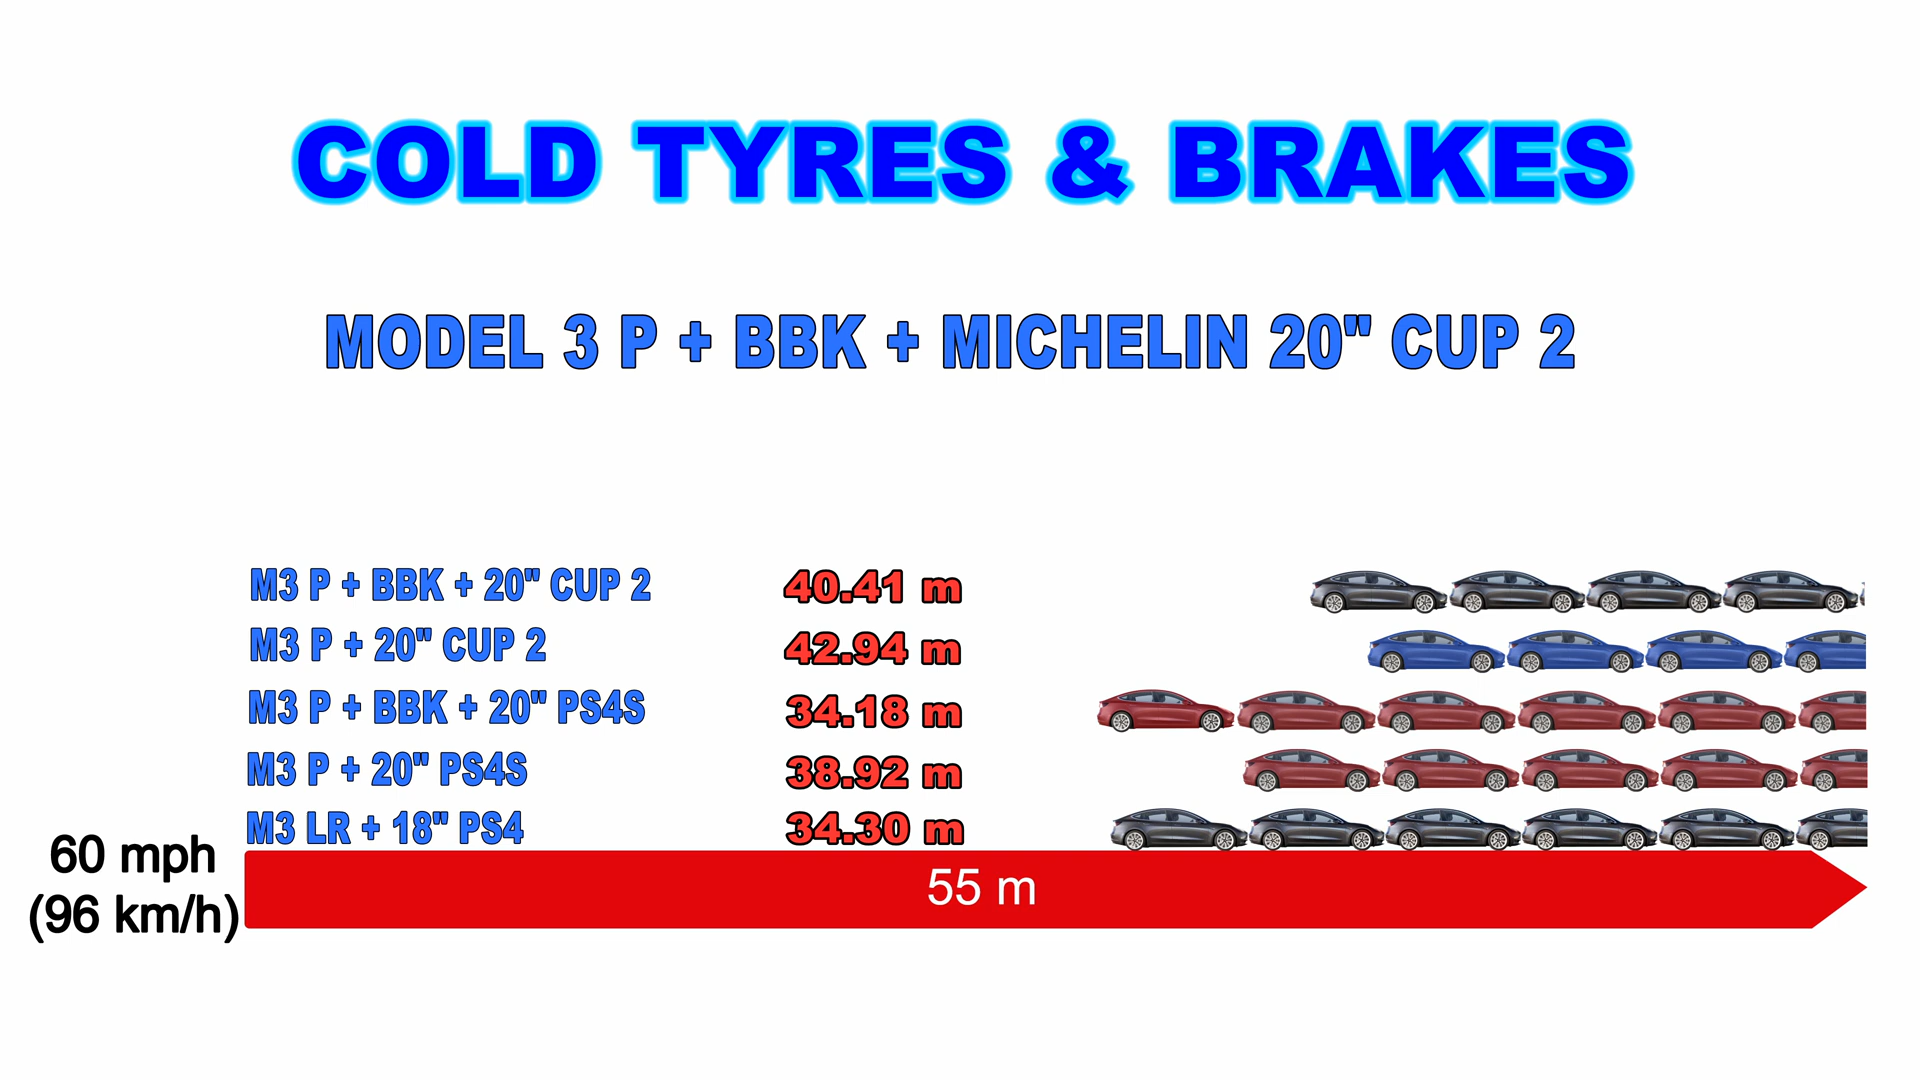 COLD TYRES & BRAKES
MODEL 3 P + BBK + MICHELIN 20" CUP 2
M3 P + BBK + 20" CUP 2 40.41 m
M3 P + 20" CUP 2 42.94 m
M3 P + BBK + 20" PS4S 34.18 m
M3 P + 20" PS4S 38.92 m
M3 LR + 18" PS4 34.30 m
60 mph
(96 km/h)
55 m